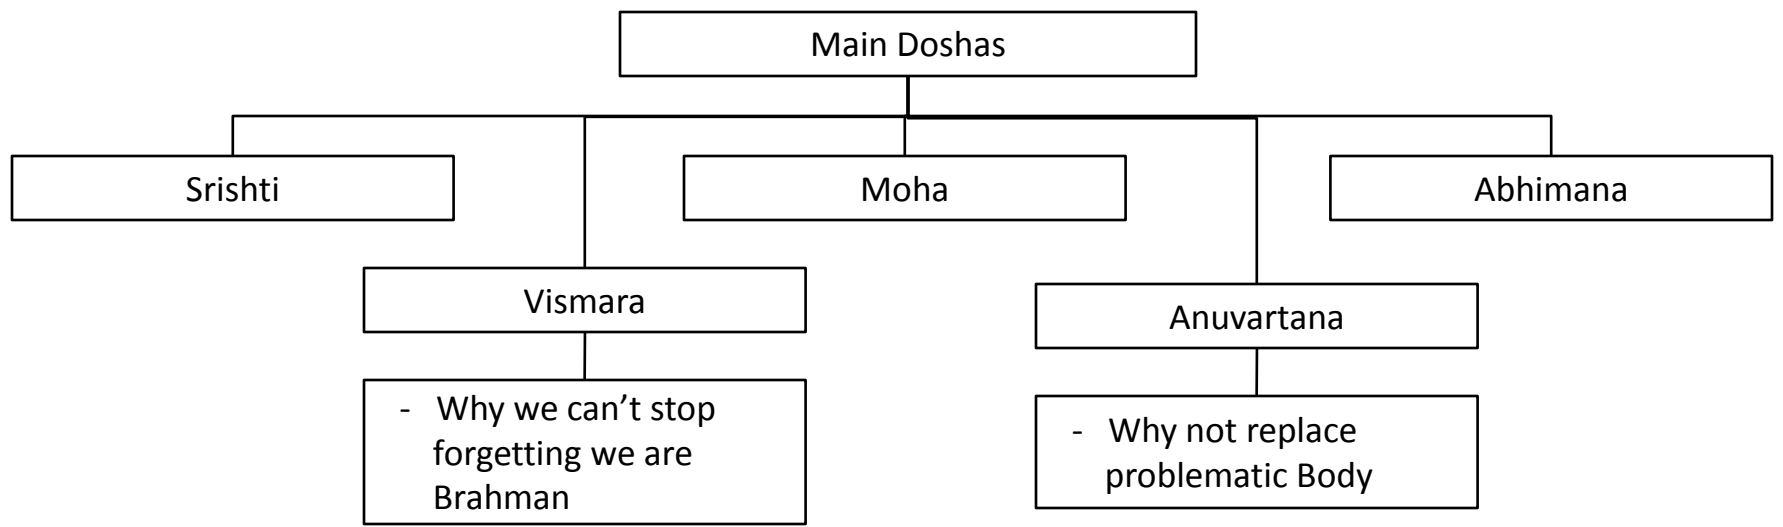 Main Doshas
Srishti
Moha
Abhimana
Vismara
Anuvartana
- Why we can’t stop
forgetting we are
Brahman
- Why not replace
problematic Body